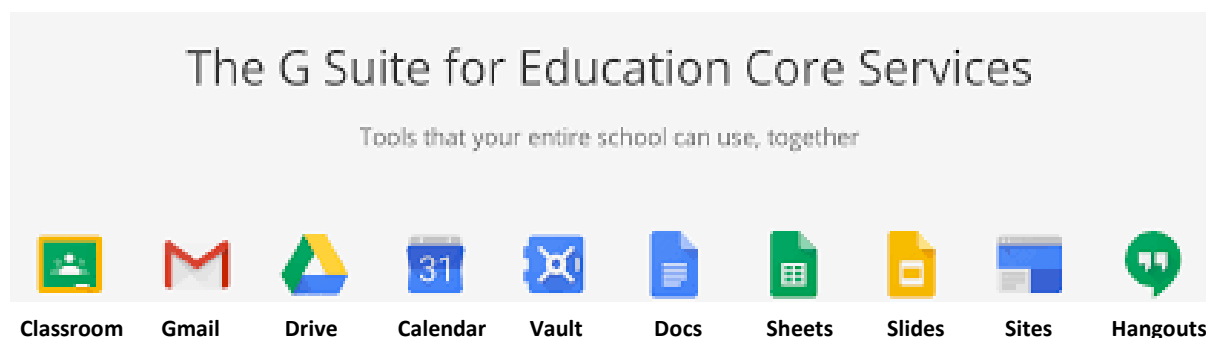 The G Suite for Education Core Services
Tools that your entire school can use, together
31
Classroom Gmail Drive Calendar Vault Docs Sheets Slides Sites Hangouts